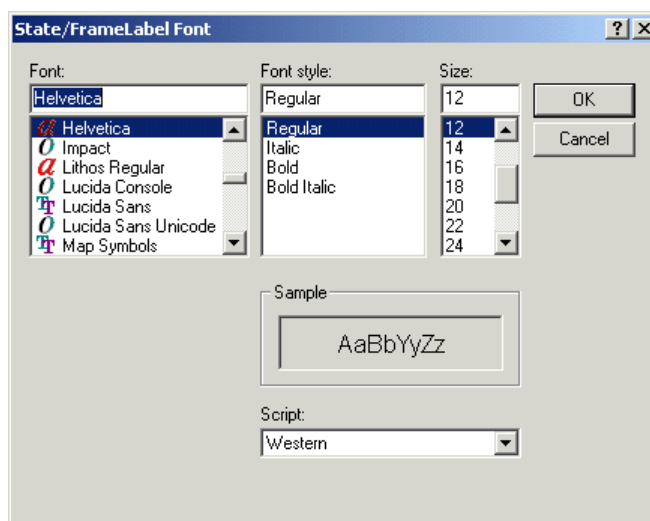 State/FrameLabel Font
Font:
Helvetica
Helvetica
Impact
Lithos Regular
Lucida Console
Lucida Sans
Lucida Sans Unicode
Map Symbols
Font style:
Regular
Regular
Italic
Bold
Bold Italic
Size:
12
12
14
16
18
20
22
24
OK
Cancel
Sample
AaBbYyZz
Script:
Western